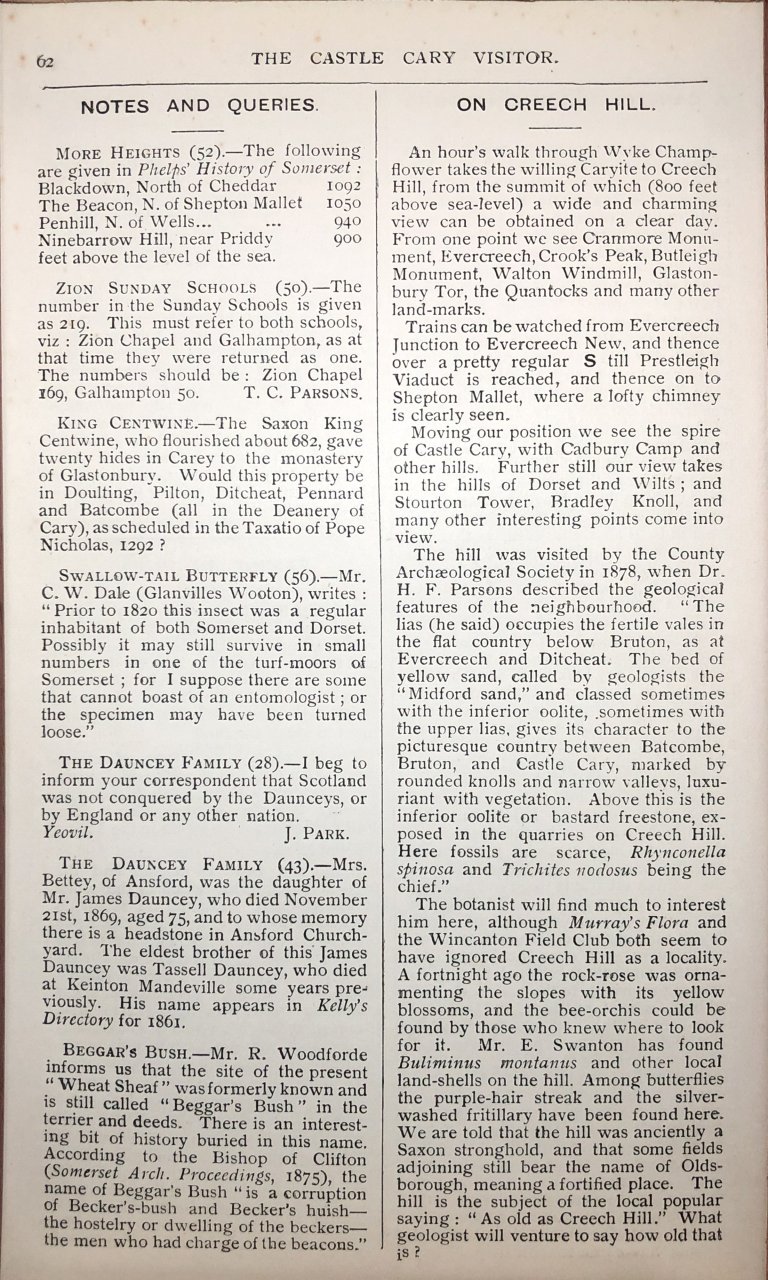 62
THE CASTLE CARY VISITOR.
NOTES AND QUERIES.
MORE HEIGHTS (52).—The following
are given in Phelps' History of Somerset :
Blackdown, North of Cheddar 1092
The Beacon, N. of Shepton Mallet 1050
Penhill, N. of Wells... ... 940
Ninebarrow Hill, near Priddy 900
feet above the level of the sea.
ZION SUNDAY SCHOOLS (50).—The
number in the Sunday Schools is given
as 219. This must refer to both schools,
viz : Zion Chapel and Galhampton, as at
that time they were returned as one.
The numbers should be : Zion Chapel
169, Galhampton 50. T. C. PARSONS.
KING CENTWINE.—The Saxon King
Centwine, who flourished about 682, gave
twenty hides in Carey to the monastery
of Glastonbury. Would this property be
in Doulting, Pilton, Ditcheat, Pennard
and Batcombe (all in the Deanery of
Cary), as scheduled in the Taxatio of Pope
Nicholas, 1292 ?
SWALLOW-TAIL BUTTERFLY (56).—Mr.
C. W. Dale (Glanvilles Wooton), writes :
" Prior to 1820 this insect was a regular
inhabitant of both Somerset and Dorset.
Possibly it may still survive in small
numbers in one of the turf-moors of
Somerset ; for I suppose there are some
that cannot boast of an entomologist ; or
the specimen may have been turned
loose."
THE DAUNCEY FAMILY (28).—I beg to
inform your correspondent that Scotland
was not conquered by the Daunceys, or
by England or any other nation.
Yeovil. J. PARK.
THE DAUNCEY FAMILY (43).—Mrs.
Bettey, of Ansford, was the daughter of
Mr. James Dauncey, who died November
21st, 1869, aged 75, and to whose memory
there is a headstone in Ansford Church-
yard. The eldest brother of this James
Dauncey was Tassell Dauncey, who died
at Keinton Mandeville some years pre-
viously. His name appears in Kelly's
Directory for 1861.
BEGGAR'S BUSH.—Mr. R. Woodforde
informs us that the site of the present
" Wheat Sheaf " was formerly known and
is still called " Beggar's Bush " in the
terrier and deeds. There is an interest-
ing bit of history buried in this name.
According to the Bishop of Clifton
(Somerset Arch. Proceedings, 1875), the
name of Beggar's Bush " is a corruption
of Becker's-bush and Becker's huish—
the hostelry or dwelling of the beckers—
the men who had charge of the beacons."
ON CREECH HILL.
An hour's walk through Wyke Champ-
flower takes the willing Caryite to Creech
Hill, from the summit of which (800 feet
above sea-level) a wide and charming
view can be obtained on a clear day.
From one point we see Cranmore Monu-
ment, Evercreech, Crook's Peak, Butleigh
Monument, Walton Windmill, Glaston-
bury Tor, the Quantocks and many other
land-marks.
Trains can be watched from Evercreech
Junction to Evercreech New, and thence
over a pretty regular S till Prestleigh
Viaduct is reached, and thence on to
Shepton Mallet, where a lofty chimney
is clearly seen.
Moving our position we see the spire
of Castle Cary, with Cadbury Camp and
other hills. Further still our view takes
in the hills of Dorset and Wilts ; and
Stourton Tower, Bradley Knoll, and
many other interesting points come into
view.
The hill was visited by the County
Archæological Society in 1878, when Dr.
H. F. Parsons described the geological
features of the neighbourhood. " The
lias (he said) occupies the fertile vales in
the flat country below Bruton, as at
Evercreech and Ditcheat. The bed of
yellow sand, called by geologists the
" Midford sand," and classed sometimes
with the inferior oolite, .sometimes with
the upper lias, gives its character to the
picturesque country between Batcombe,
Bruton, and Castle Cary, marked by
rounded knolls and narrow valleys, luxu-
riant with vegetation. Above this is the
inferior oolite or bastard freestone, ex-
posed in the quarries on Creech Hill.
Here fossils are scarce, Rhynconella
spinosa and Trichites nodosus being the
chief."
The botanist will find much to interest
him here, although Murray's Flora and
the Wincanton Field Club both seem to
have ignored Creech Hill as a locality.
A fortnight ago the rock-rose was orna-
menting the slopes with its yellow
blossoms, and the bee-orchis could be
found by those who knew where to look
for it. Mr. E. Swanton has found
Buliminus montanus and other local
land-shells on the hill. Among butterflies
the purple-hair streak and the silver-
washed fritillary have been found here.
We are told that the hill was anciently a
Saxon stronghold, and that some fields
adjoining still bear the name of Olds-
borough, meaning a fortified place. The
hill is the subject of the local popular
saying : " As old as Creech Hill." What
geologist will venture to say how old that
is ?